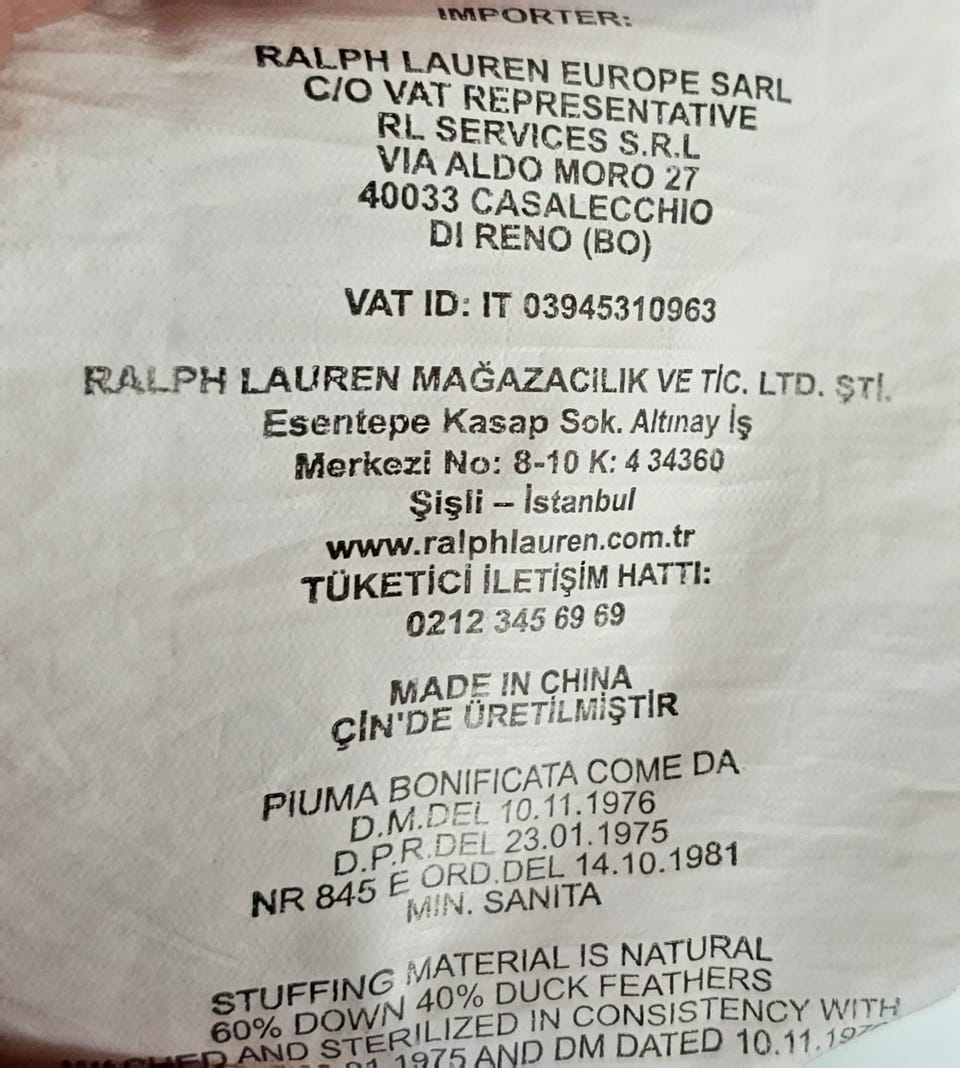 IMPORTER:
RALPH LAUREN EUROPE SARL
C/O VAT REPRESENTATIVE
RL SERVICES S.R.L
VIA ALDO MORO 27
40033 CASALECCHIO
DI RENO (BO)
VAT ID: IT 03945310963
RALPH LAUREN MAĞAZACILIK VE TİC. LTD. ŞTİ.
Esentepe Kasap Sok. Altınay İş
Merkezi No: 8-10 K: 4 34360
Şişli – İstanbul
www.ralphlauren.com.tr
TÜKETİCİ İLETİŞİM HATTI:
0212 345 69 69
MADE IN CHINA
ÇİN'DE ÜRETİLMİŞTİR
PIUMA BONIFICATA COME DA
D.M.DEL 10.11.1976
D.P.R.DEL 23.01.1975
NR 845 E ORD.DEL 14.10.1981
MIN. SANITA
STUFFING MATERIAL IS NATURAL
60% DOWN 40% DUCK FEATHERS
WASHED AND STERILIZED IN CONSISTENCY WITH
1975 AND DM DATED 10.11.1976